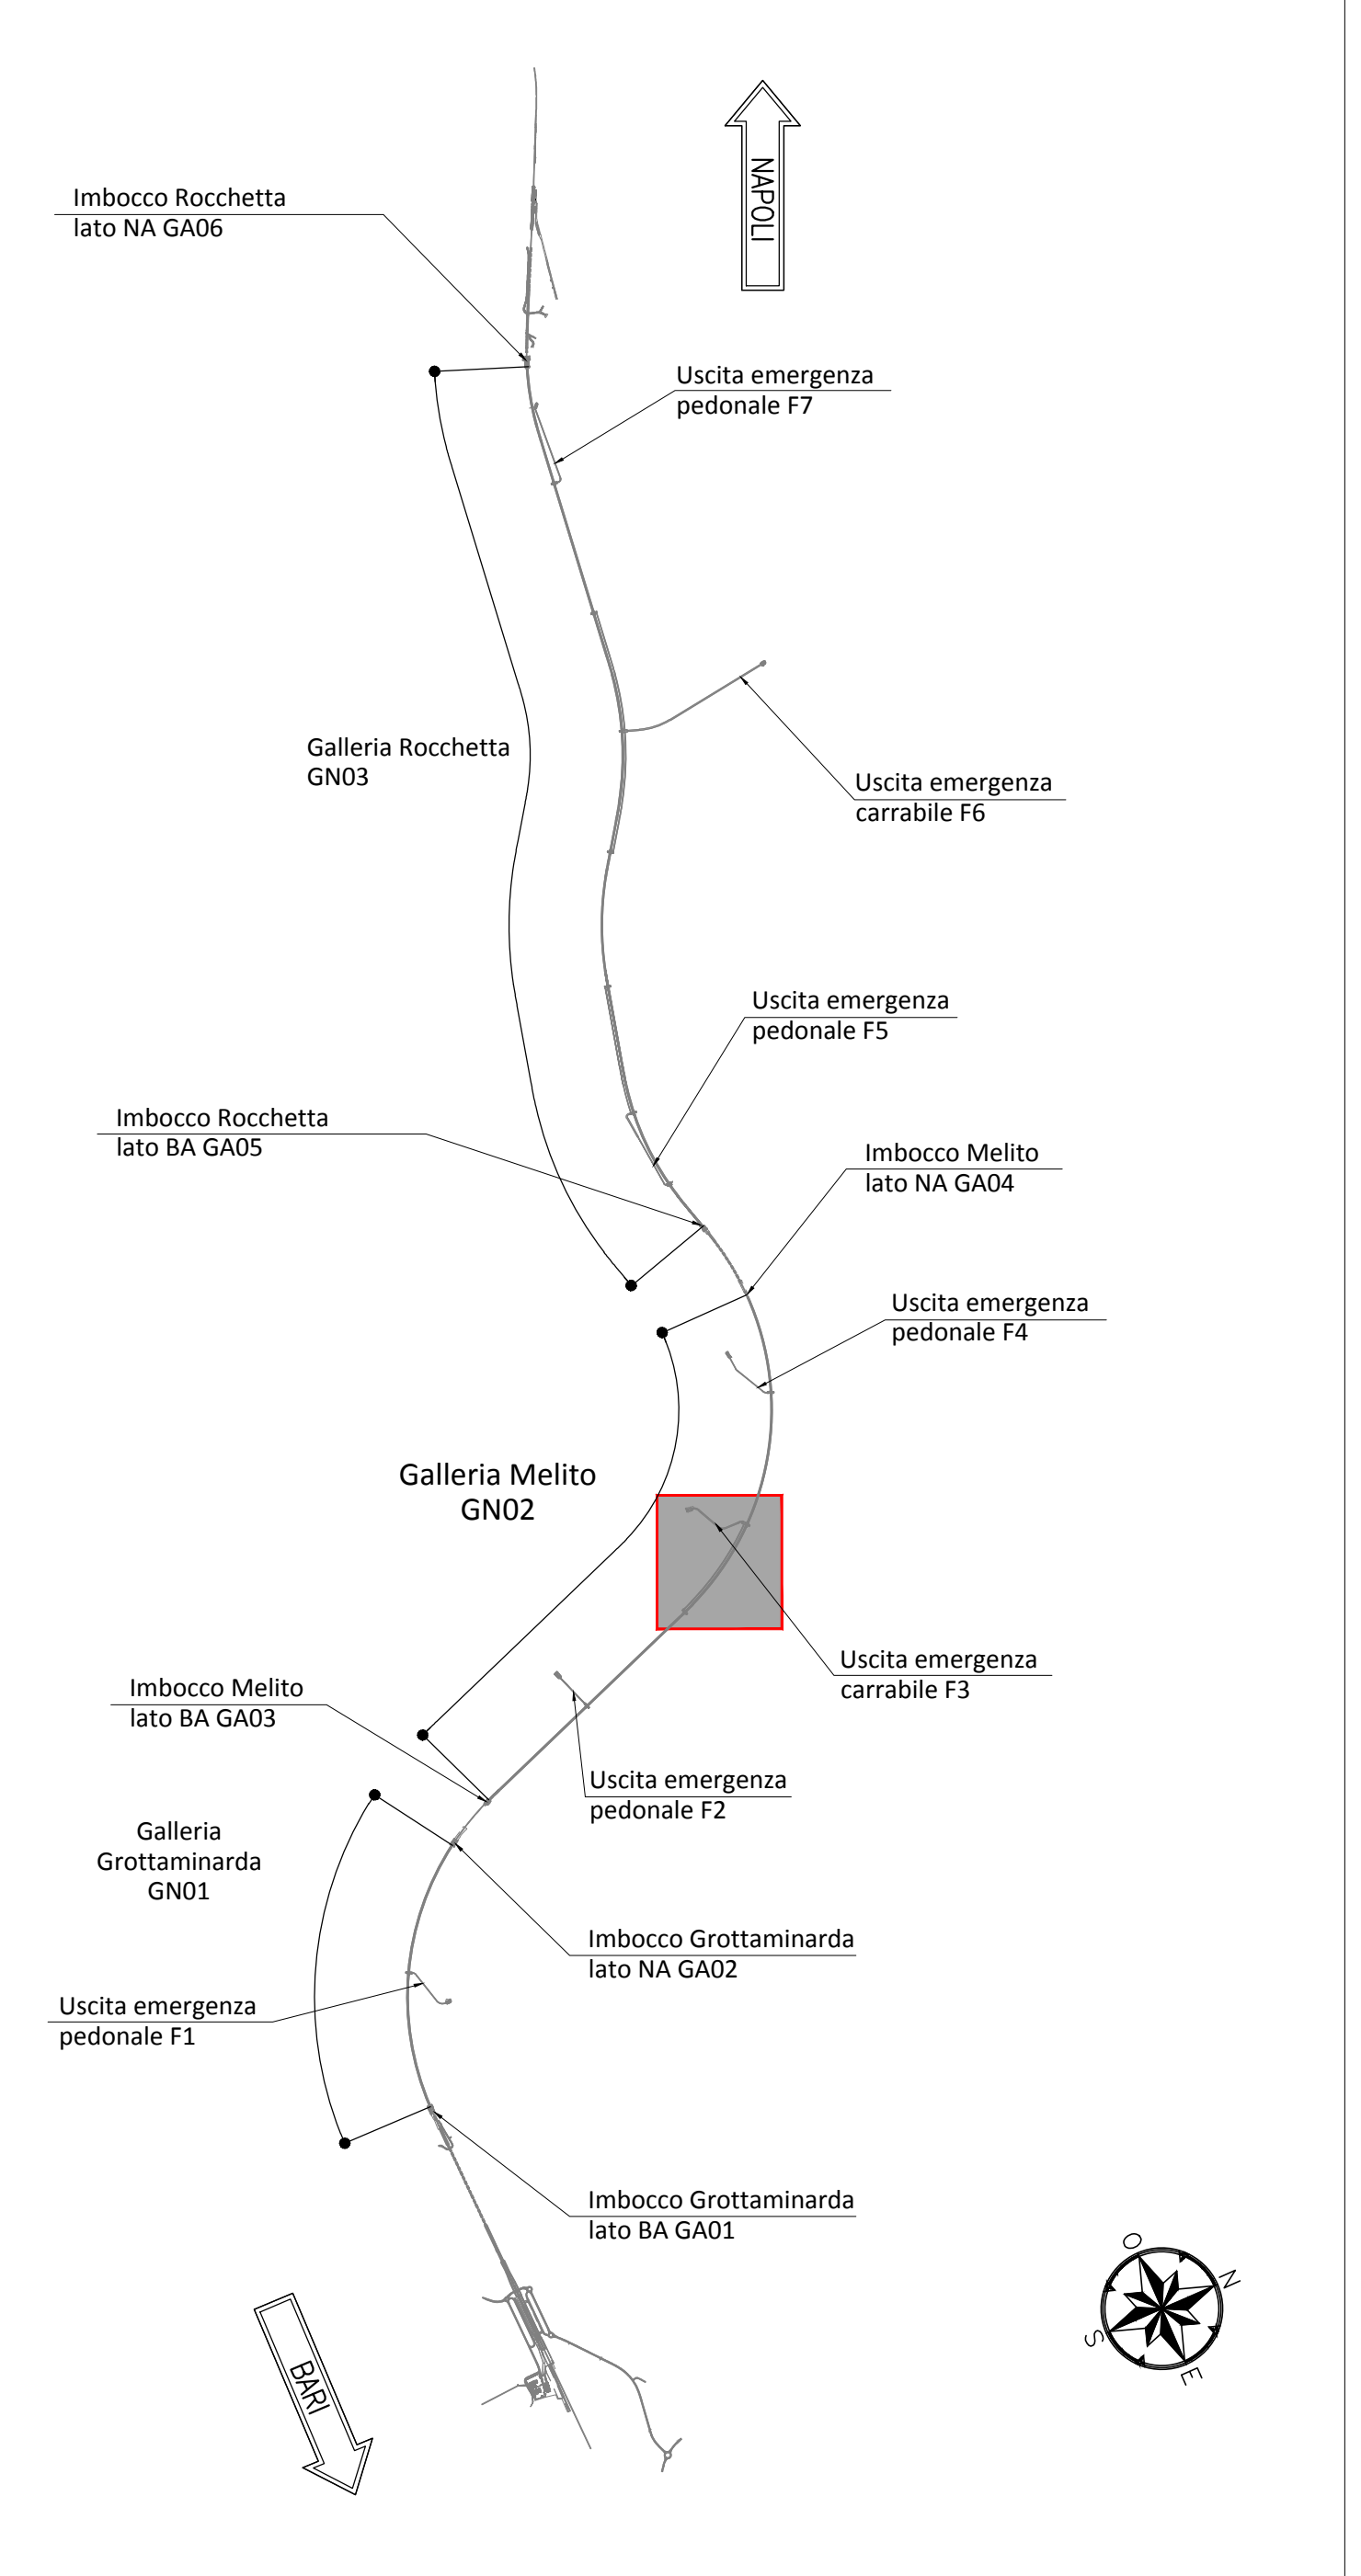 NAPOLI
Imbocco Rocchetta
lato NA GA06
Uscita emergenza
pedonale F7
Galleria Rocchetta
GN03
Uscita emergenza
carrabile F6
Uscita emergenza
pedonale F5
Imbocco Rocchetta
lato BA GA05
Imbocco Melito
lato NA GA04
Uscita emergenza
pedonale F4
Galleria Melito
GN02
Uscita emergenza
carrabile F3
Imbocco Melito
lato BA GA03
Uscita emergenza
pedonale F2
Galleria
Grottaminarda
GN01
Imbocco Grottaminarda
lato NA GA02
Uscita emergenza
pedonale F1
Imbocco Grottaminarda
lato BA GA01
O
N
S
E
BARI